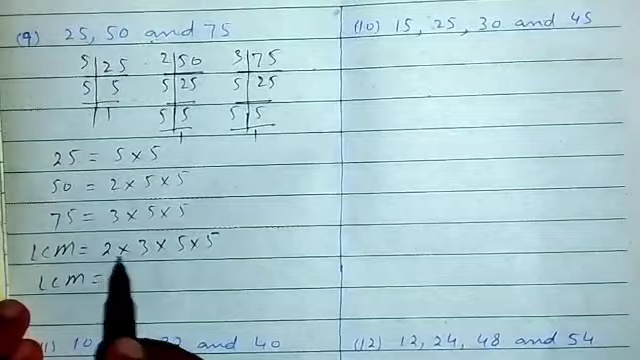 (9) 25, 50 and 75
5 | 25 2 | 50 3 | 75
5 | 5 5 | 25 5 | 25
1 5 | 5 5 | 5
1 1
25 = 5 × 5
50 = 2 × 5 × 5
75 = 3 × 5 × 5
LCM = 2 × 3 × 5 × 5
LCM =
and 40
(10) 15, 25, 30 and 45
(12) 12, 24, 48 and 54